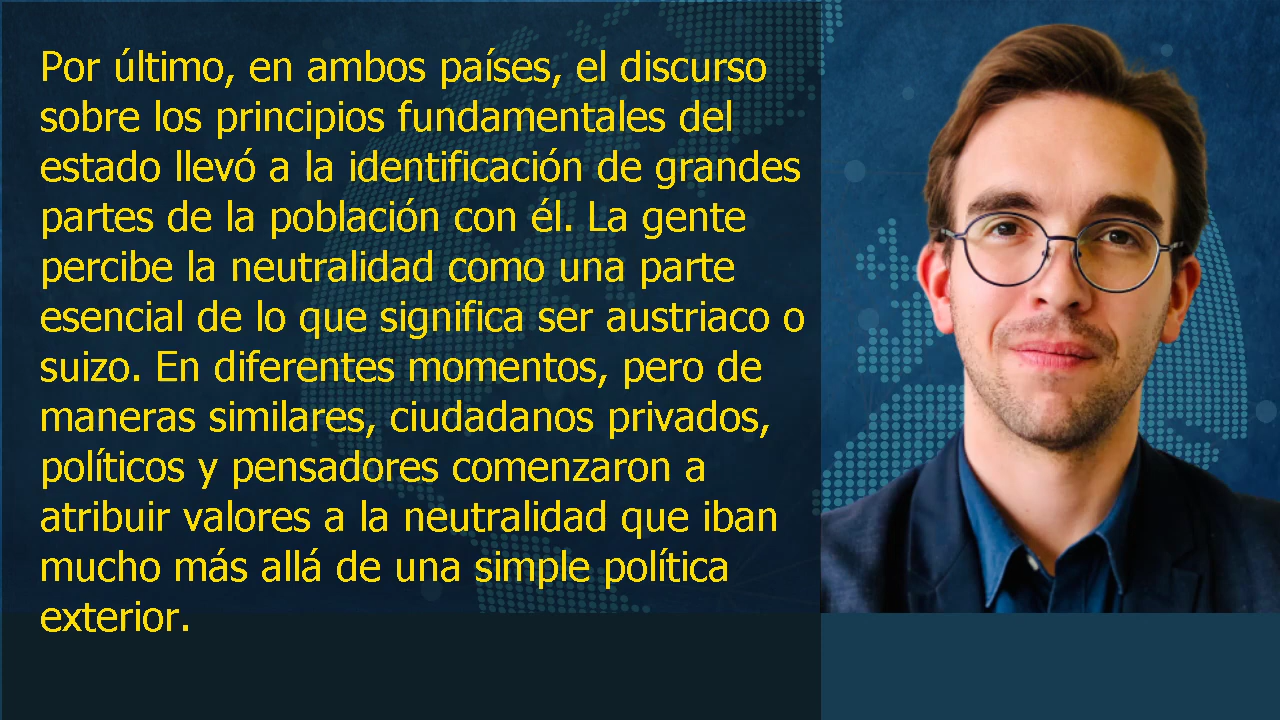 Por último, en ambos países, el discurso
sobre los principios fundamentales del
estado llevó a la identificación de grandes
partes de la población con él. La gente
percibe la neutralidad como una parte
esencial de lo que significa ser austriaco o
suizo. En diferentes momentos, pero de
maneras similares, ciudadanos privados,
políticos y pensadores comenzaron a
atribuir valores a la neutralidad que iban
mucho más allá de una simple política
exterior.